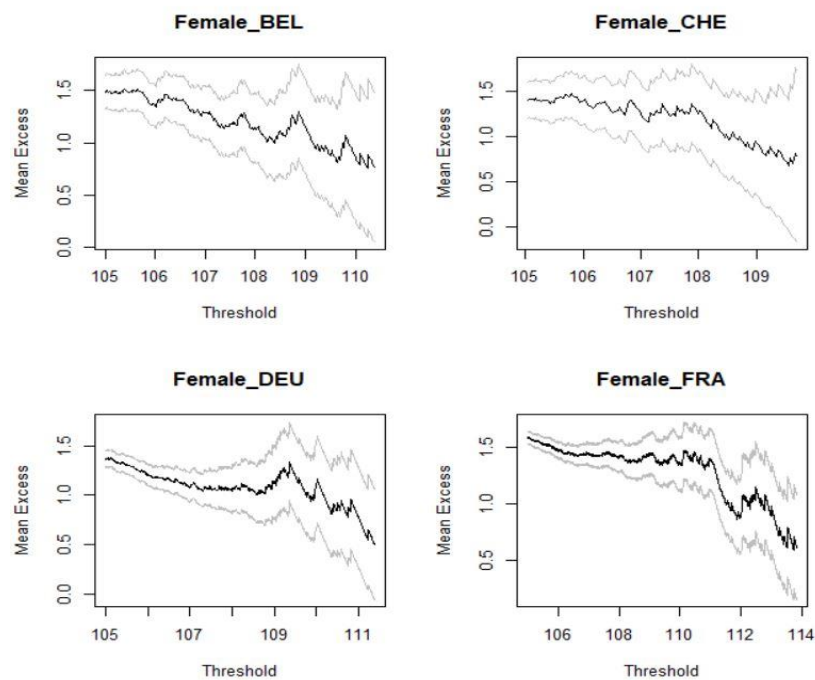 Female_BEL
Mean Excess
1.5
1.0
0.5
0.0
105 106 107 108 109 110
Threshold
Female_CHE
Mean Excess
1.5
1.0
0.5
0.0
105 106 107 108 109
Threshold
Female_DEU
Mean Excess
1.5
1.0
0.5
0.0
105 107 109 111
Threshold
Female_FRA
Mean Excess
1.5
1.0
0.5
106 108 110 112 114
Threshold